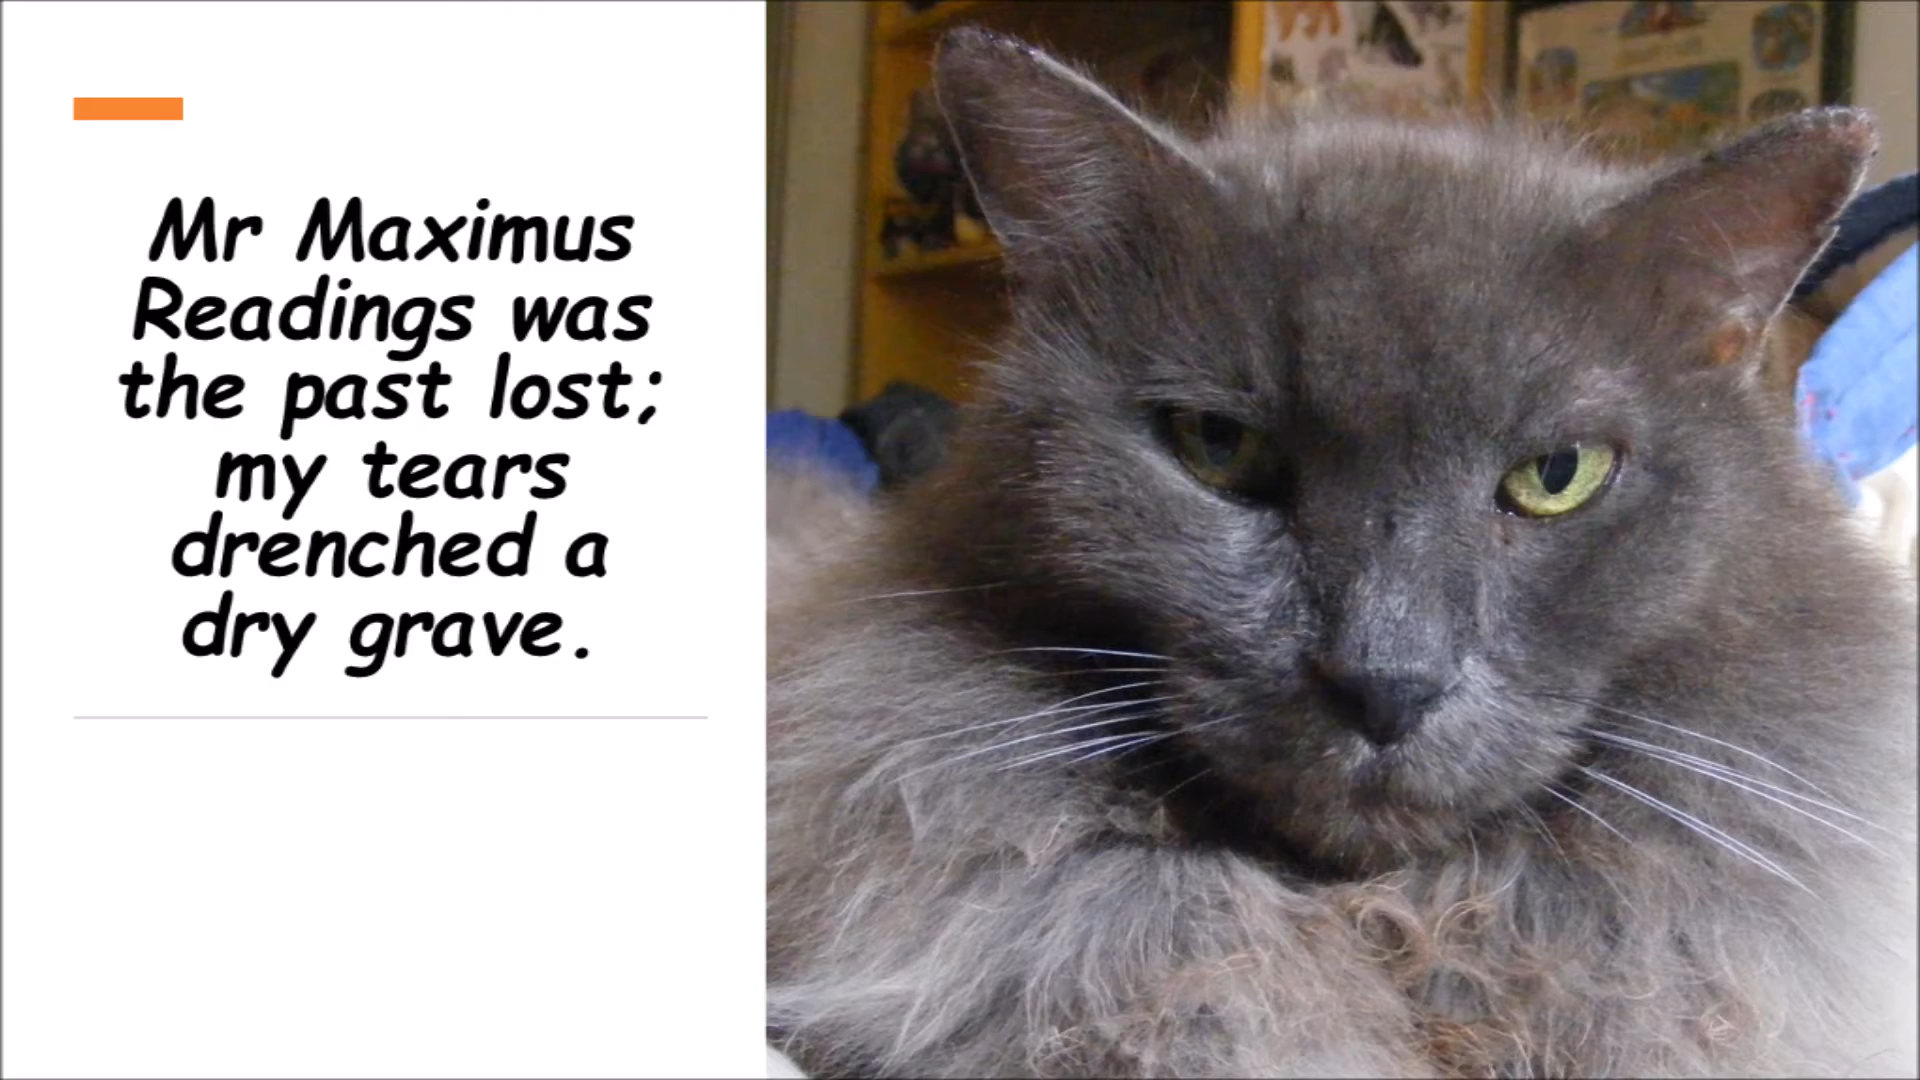 Mr Maximus
Readings was
the past lost;
my tears
drenched a
dry grave.